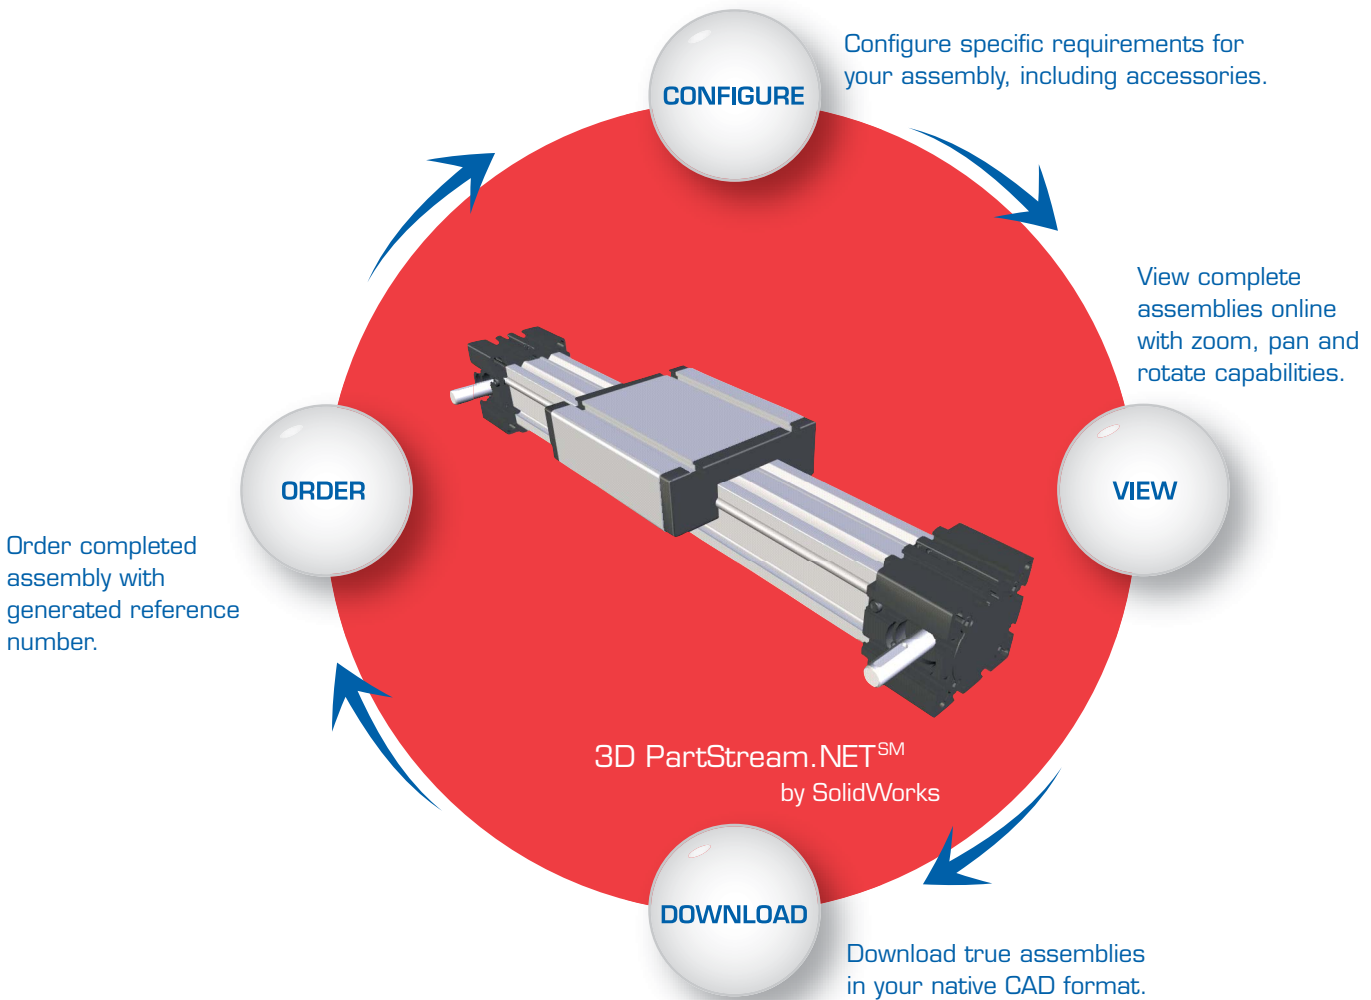 CONFIGURE
Configure specific requirements for
your assembly, including accessories.
View complete
assemblies online
with zoom, pan and
rotate capabilities.
VIEW
ORDER
Order completed
assembly with
generated reference
number.
3D PartStream.NET℠
by SolidWorks
DOWNLOAD
Download true assemblies
in your native CAD format.